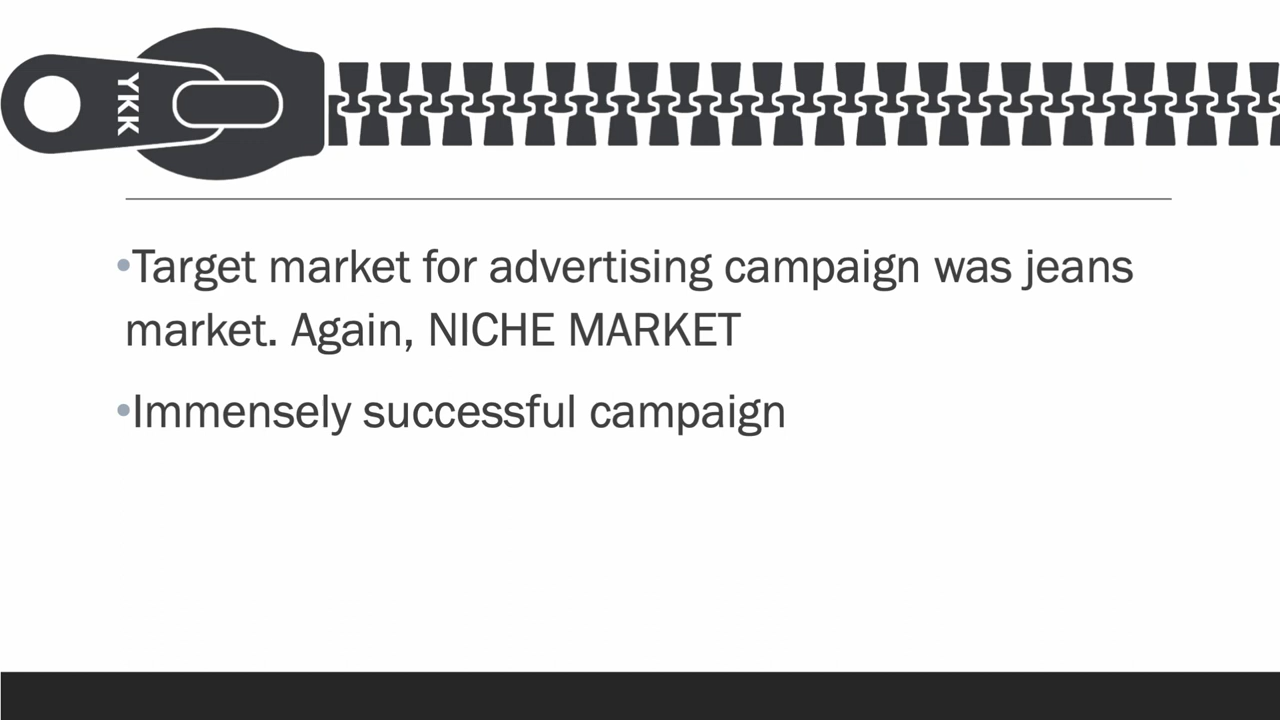 YKK
•Target market for advertising campaign was jeans
market. Again, NICHE MARKET
•Immensely successful campaign